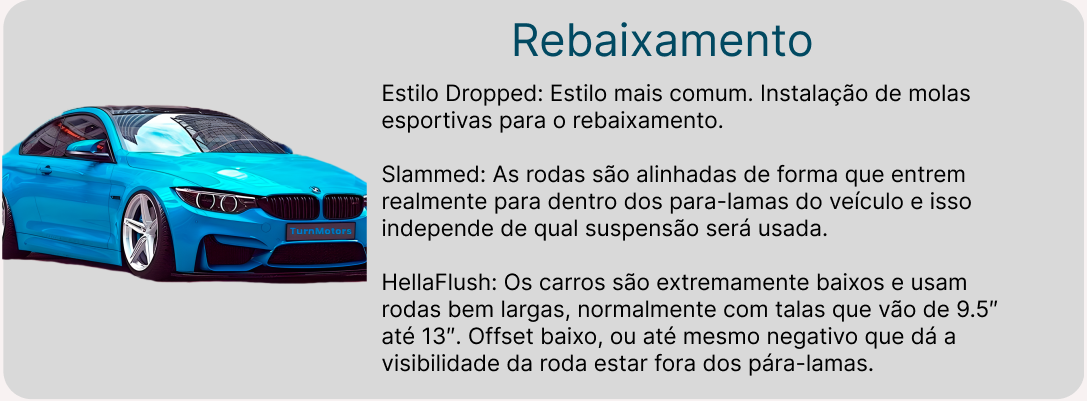 Rebaixamento
Estilo Dropped: Estilo mais comum. Instalação de molas
esportivas para o rebaixamento.
Slammed: As rodas são alinhadas de forma que entrem
realmente para dentro dos para-lamas do veículo e isso
independe de qual suspensão será usada.
HellaFlush: Os carros são extremamente baixos e usam
rodas bem largas, normalmente com talas que vão de 9.5″
até 13″. Offset baixo, ou até mesmo negativo que dá a
visibilidade da roda estar fora dos pára-lamas.
TurnMotors